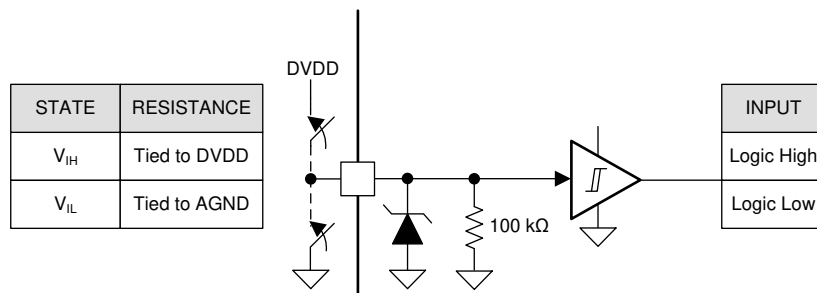 DVDD
STATE RESISTANCE
V_IH Tied to DVDD
V_IL Tied to AGND
100 kΩ
INPUT
Logic High
Logic Low